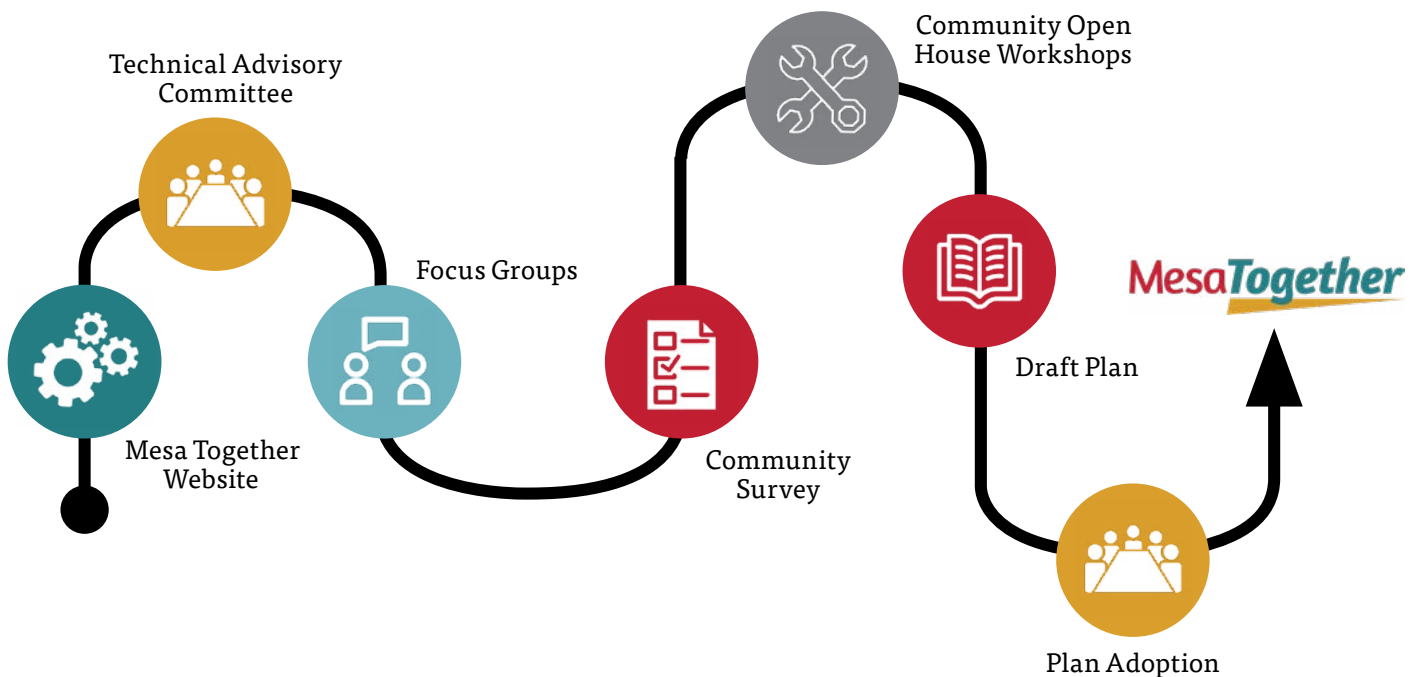 Mesa Together
Website
Technical Advisory
Committee
Focus Groups
Community
Survey
Community Open
House Workshops
Draft Plan
Plan Adoption
MesaTogether